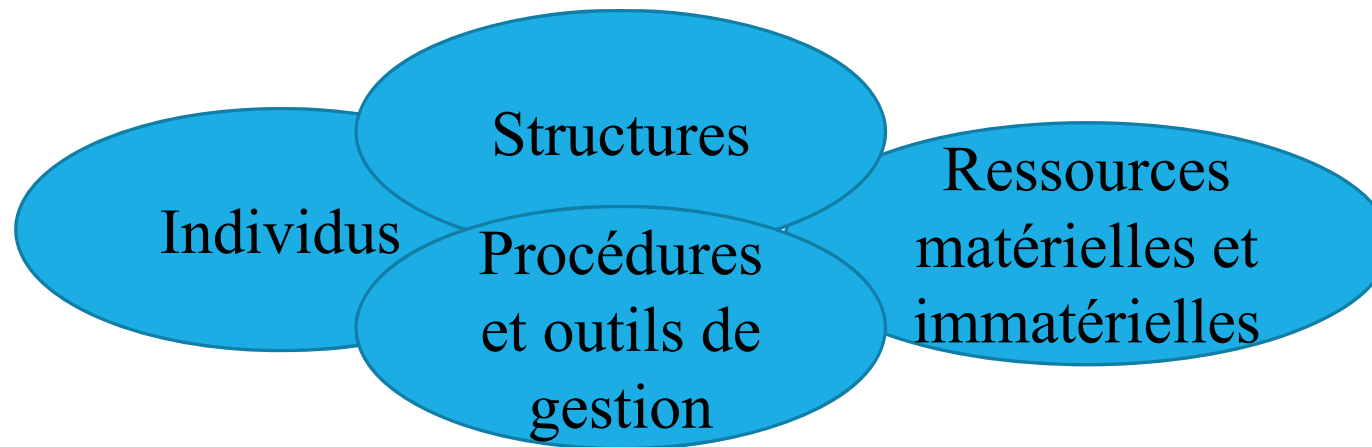 Structures
Individus
Procédures
et outils de
gestion
Ressources
matérielles et
immatérielles